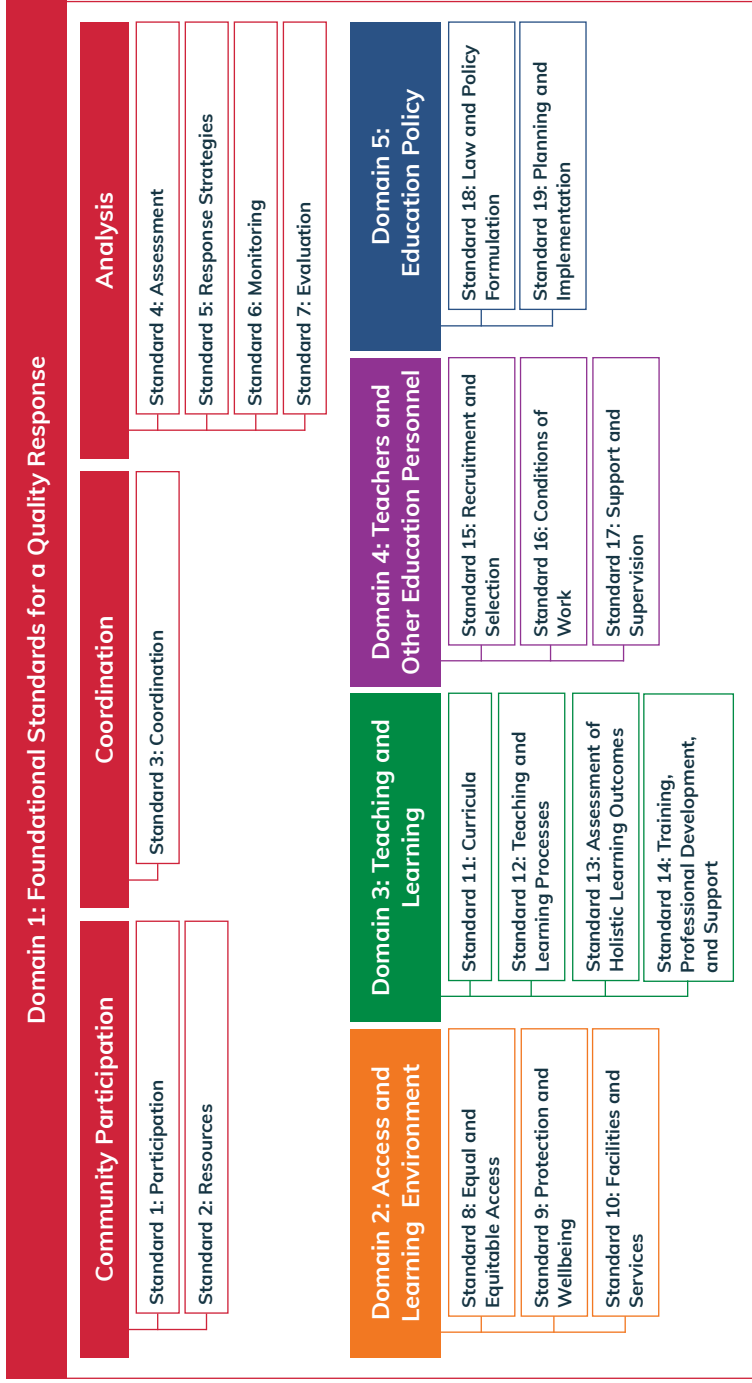 Domain 1: Foundational Standards for a Quality Response
Community Participation
Standard 1: Participation
Standard 2: Resources
Coordination
Standard 3: Coordination
Analysis
Standard 4: Assessment
Standard 5: Response Strategies
Standard 6: Monitoring
Standard 7: Evaluation
Domain 2: Access and
Learning Environment
Standard 8: Equal and
Equitable Access
Standard 9: Protection and
Wellbeing
Standard 10: Facilities and
Services
Domain 3: Teaching and
Learning
Standard 11: Curricula
Standard 12: Teaching and
Learning Processes
Standard 13: Assessment of
Holistic Learning Outcomes
Standard 14: Training,
Professional Development,
and Support
Domain 4: Teachers and
Other Education Personnel
Standard 15: Recruitment and
Selection
Standard 16: Conditions of
Work
Standard 17: Support and
Supervision
Domain 5:
Education Policy
Standard 18: Law and Policy
Formulation
Standard 19: Planning and
Implementation